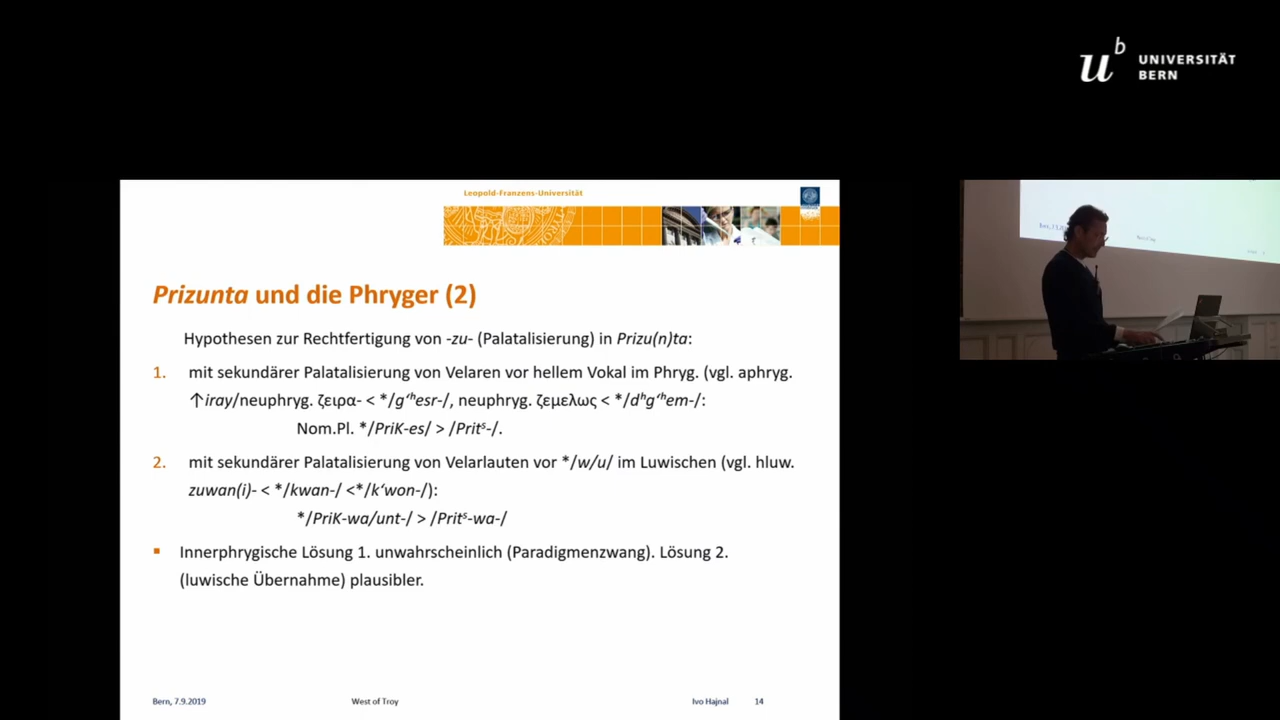 u b
UNIVERSITÄT
BERN
Leopold-Franzens-Universität
Prizunta und die Phryger (2)
Hypothesen zur Rechtfertigung von -zu- (Palatalisierung) in Prizu(n)ta:
1. mit sekundärer Palatalisierung von Velaren vor hellem Vokal im Phryg. (vgl. aphryg.
↑iray/neuphryg. ζειρα- < */g‘ʰesr-/, neuphryg. ζεμελως < */dʰg‘ʰem-/:
Nom.Pl. */PriK-es/ > /Pritˢ-/.
2. mit sekundärer Palatalisierung von Velarlauten vor */w/u/ im Luwischen (vgl. hluw.
zuwan(i)- < */kwan-/ <*/k‘won-/):
*/PriK-wa/unt-/ > /Pritˢ-wa-/
▪ Innerphrygische Lösung 1. unwahrscheinlich (Paradigmenzwang). Lösung 2.
(luwische Übernahme) plausibler.
Bern, 7.9.2019 West of Troy Ivo Hajnal 14